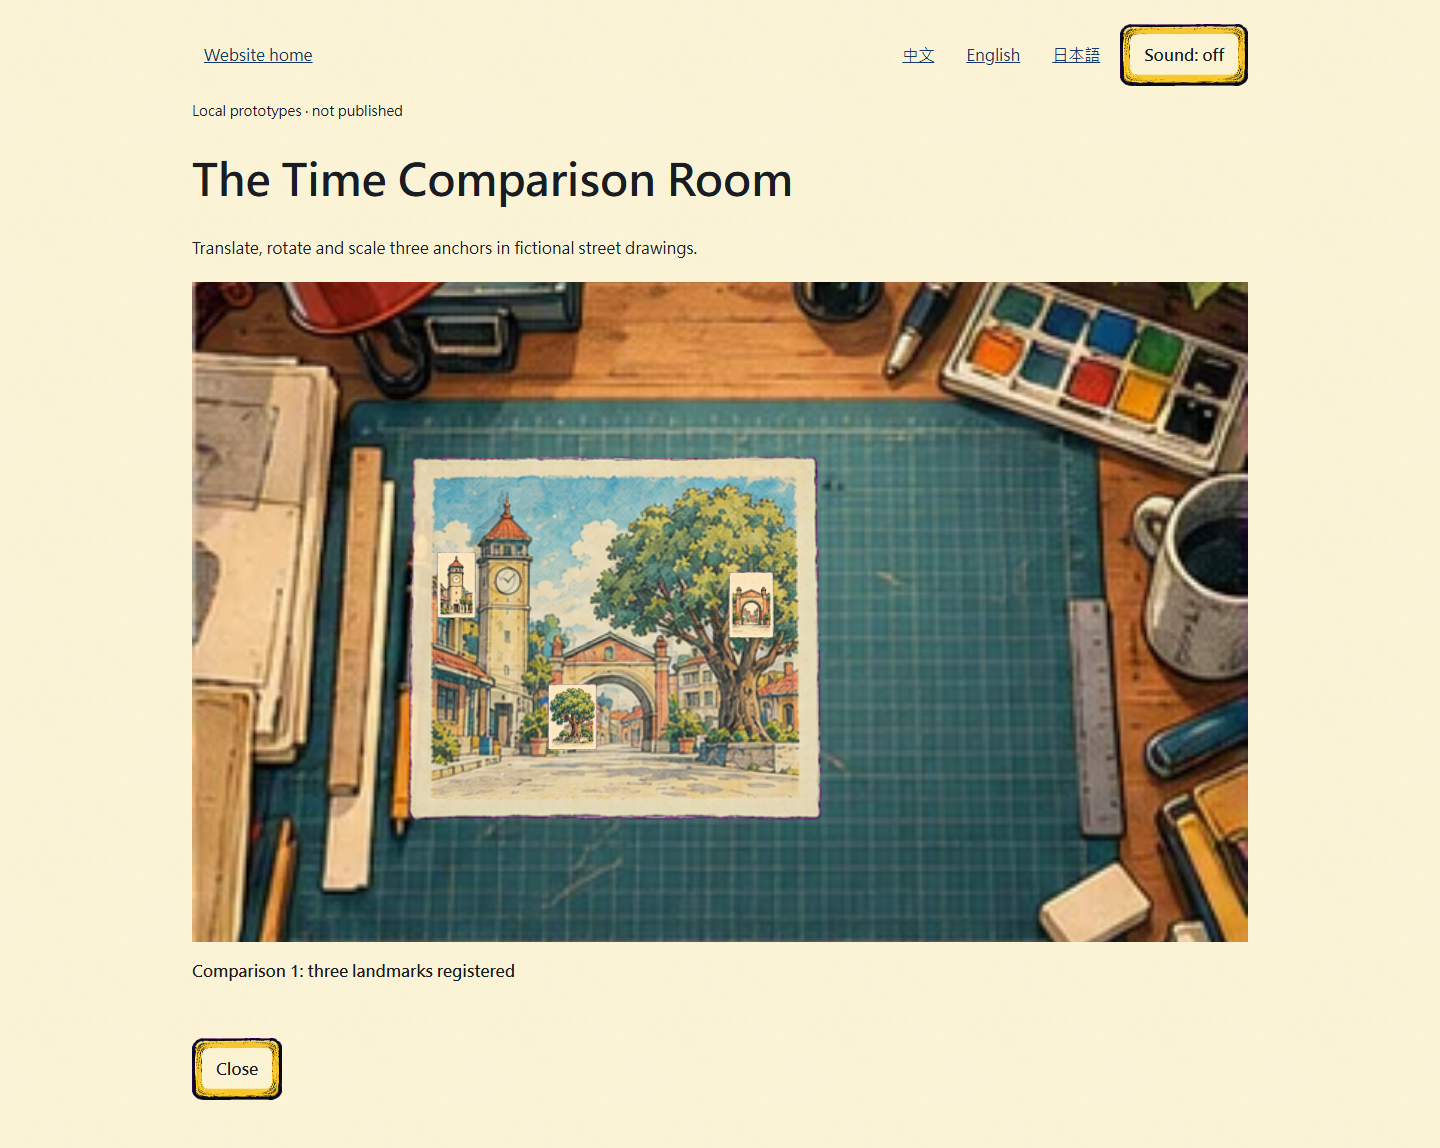 Website home
中文
English
日本語
Sound: off
Local prototypes · not published
The Time Comparison Room
Translate, rotate and scale three anchors in fictional street drawings.
Comparison 1: three landmarks registered
Close